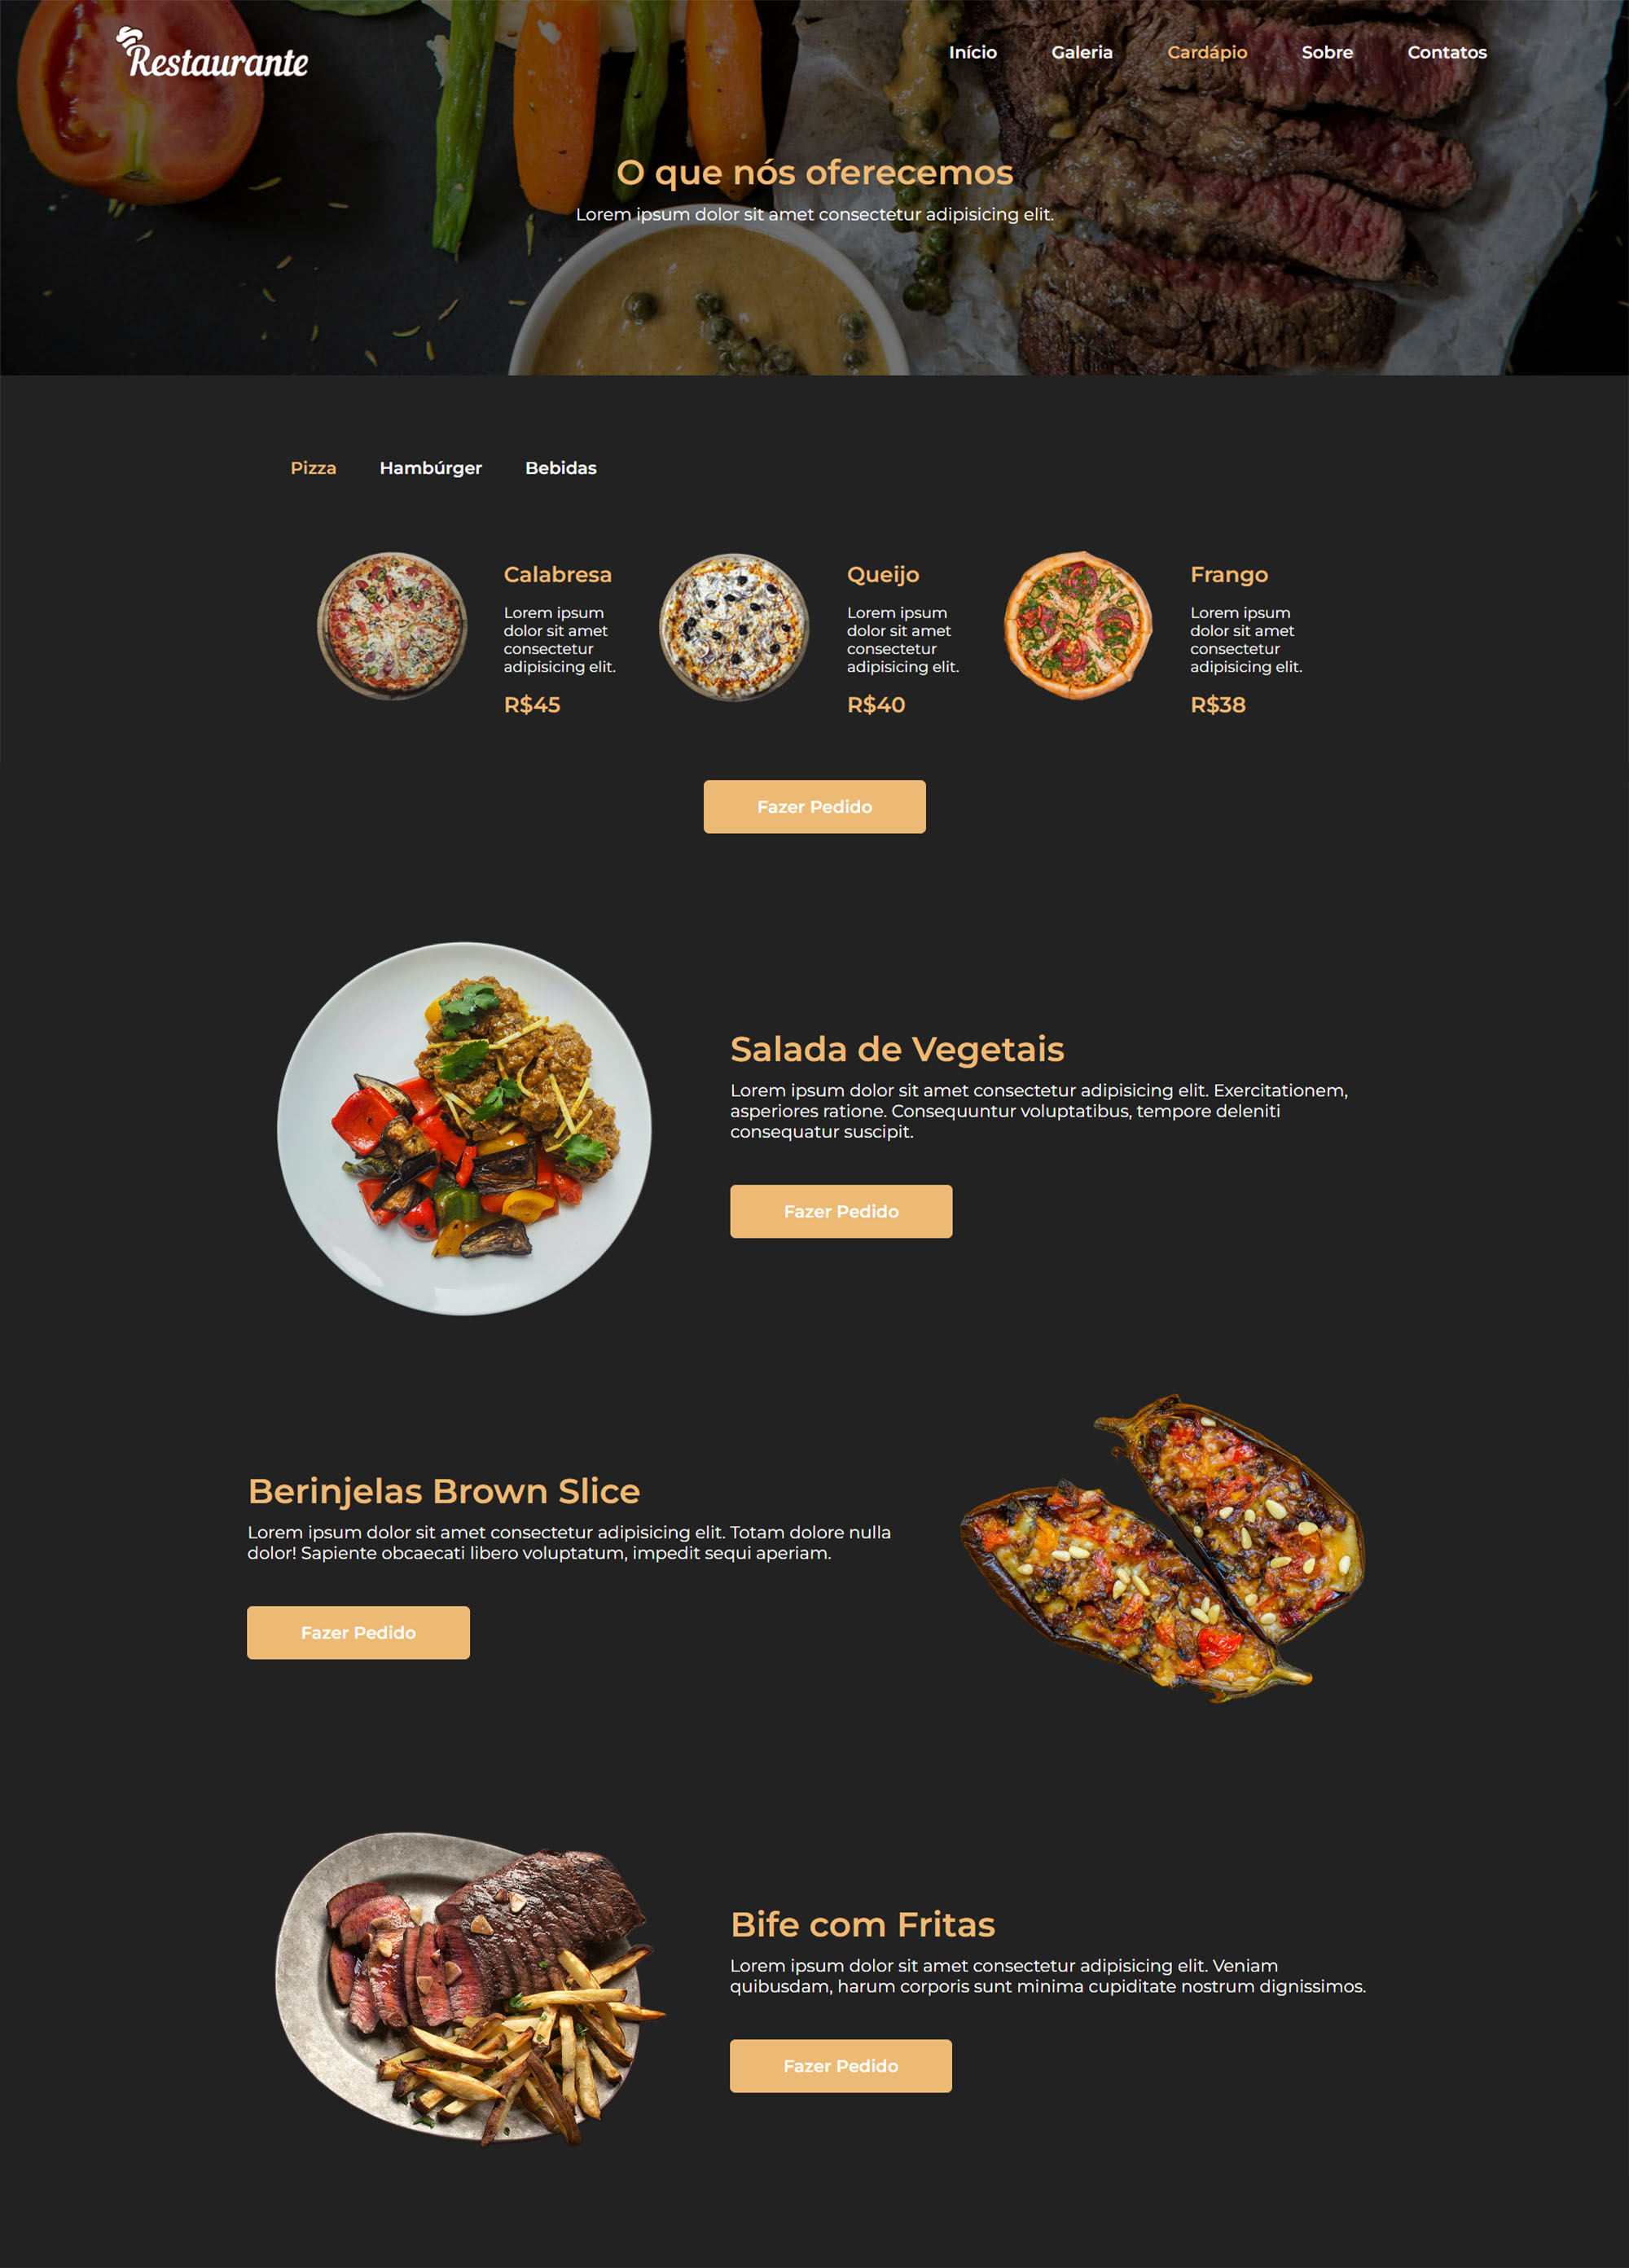 Restaurante
Início Galeria Cardápio Sobre Contatos
O que nós oferecemos
Lorem ipsum dolor sit amet consectetur adipisicing elit.
Pizza Hambúrger Bebidas
Calabresa
Lorem ipsum
dolor sit amet
consectetur
adipisicing elit.
R$45
Queijo
Lorem ipsum
dolor sit amet
consectetur
adipisicing elit.
R$40
Frango
Lorem ipsum
dolor sit amet
consectetur
adipisicing elit.
R$38
Fazer Pedido
Salada de Vegetais
Lorem ipsum dolor sit amet consectetur adipisicing elit. Exercitationem,
asperiores ratione. Consequuntur voluptatibus, tempore deleniti
consequatur suscipit.
Fazer Pedido
Berinjelas Brown Slice
Lorem ipsum dolor sit amet consectetur adipisicing elit. Totam dolore nulla
dolor! Sapiente obcaecati libero voluptatum, impedit sequi aperiam.
Fazer Pedido
Bife com Fritas
Lorem ipsum dolor sit amet consectetur adipisicing elit. Veniam
quibusdam, harum corporis sunt minima cupiditate nostrum dignissimos.
Fazer Pedido